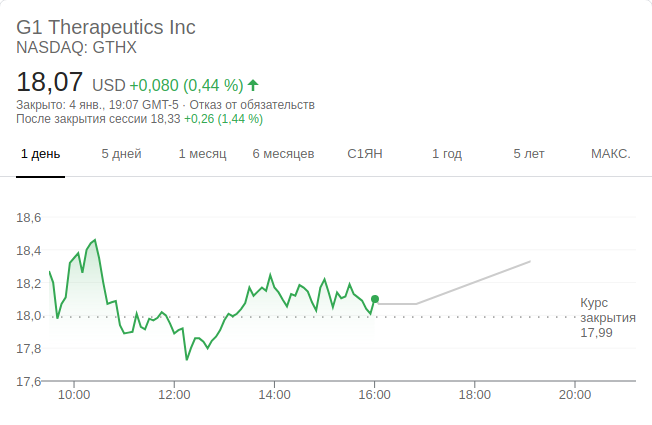 G1 Therapeutics Inc
NASDAQ: GTHX
18,07 USD +0,080 (0,44 %)
Закрыто: 4 янв., 19:07 GMT-5 · Отказ от обязательств
После закрытия сессии 18,33 +0,26 (1,44 %)
1 день 5 дней 1 месяц 6 месяцев С1ЯН 1 год 5 лет МАКС.
18,6
18,4
18,2
18,0
17,8
17,6
Курс
закрытия
17,99
10:00 12:00 14:00 16:00 18:00 20:00